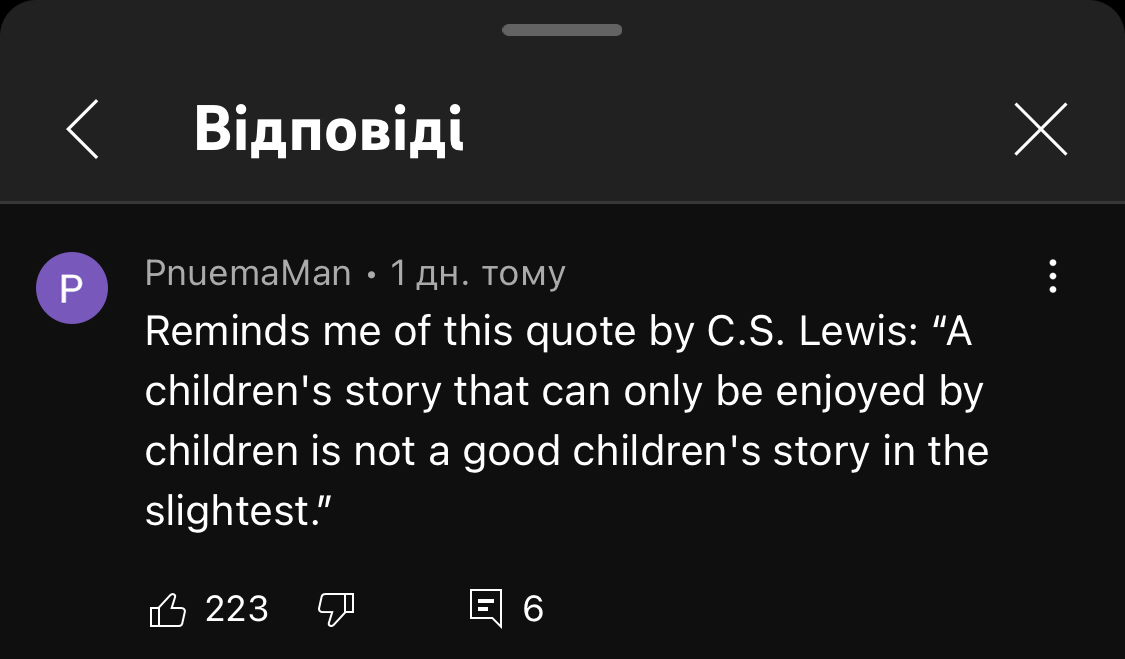 Відповіді
P
PnuemaMan • 1 дн. тому
Reminds me of this quote by C.S. Lewis: “A
children's story that can only be enjoyed by
children is not a good children's story in the
slightest.”
223
6